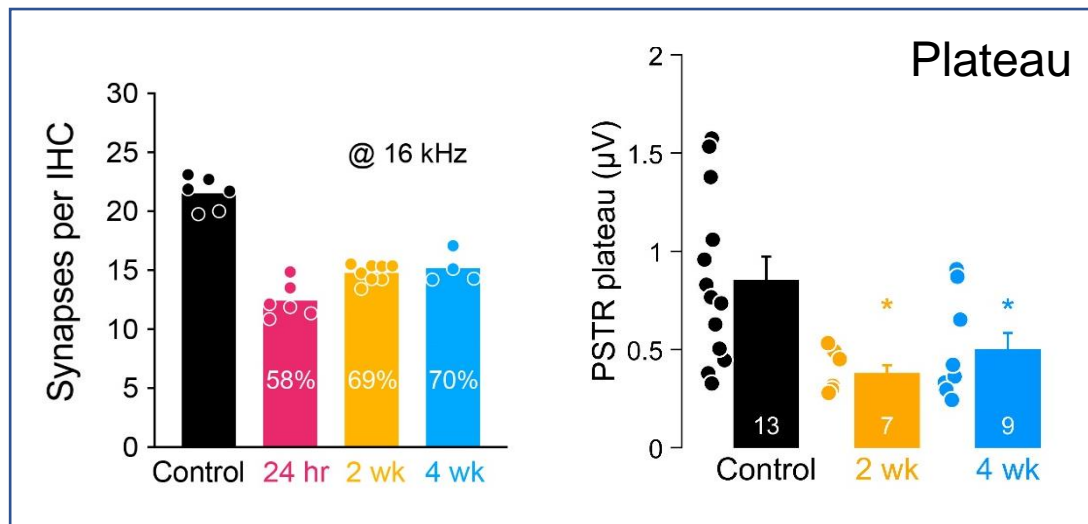 Plateau
Synapses per IHC
30
25
20
15
10
5
0
@ 16 kHz
58%
69%
70%
Control
24 hr
2 wk
4 wk
PSTR plateau (µV)
2
1.5
1
0.5
0
*
*
13
7
9
Control
2 wk
4 wk